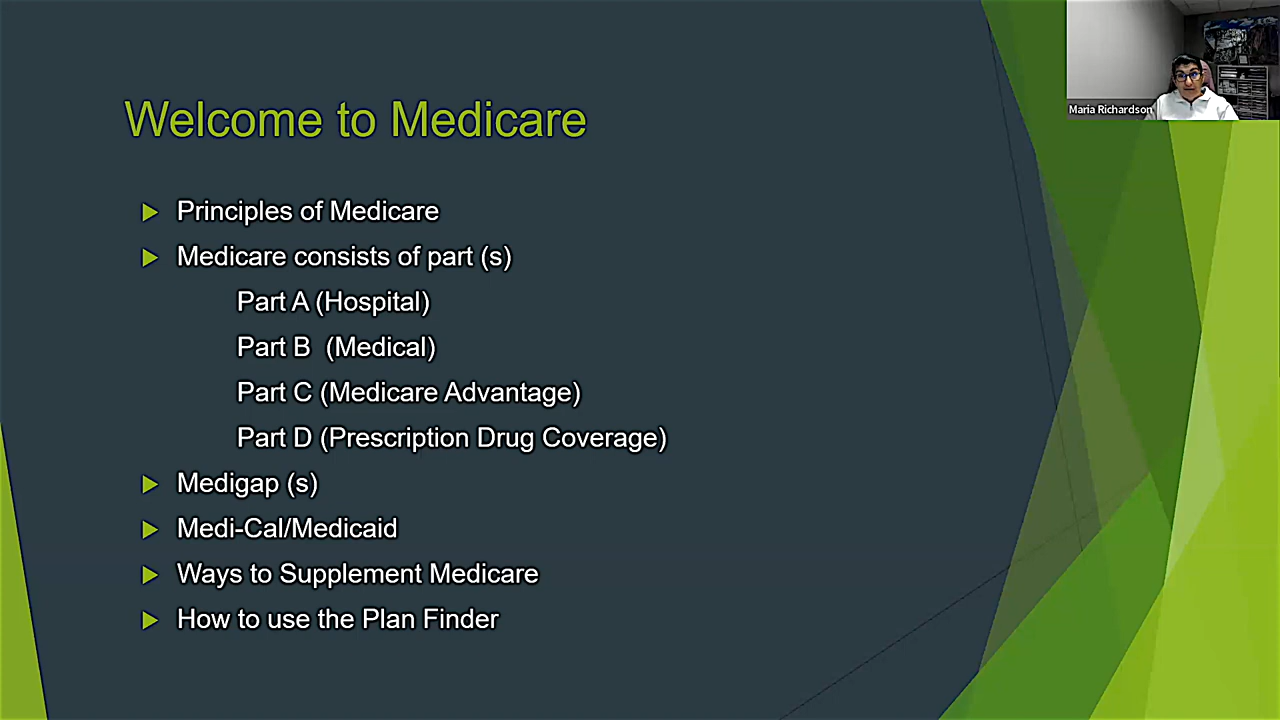 Welcome to Medicare
Maria Richardson
Principles of Medicare
Medicare consists of part (s)
Part A (Hospital)
Part B (Medical)
Part C (Medicare Advantage)
Part D (Prescription Drug Coverage)
Medigap (s)
Medi-Cal/Medicaid
Ways to Supplement Medicare
How to use the Plan Finder